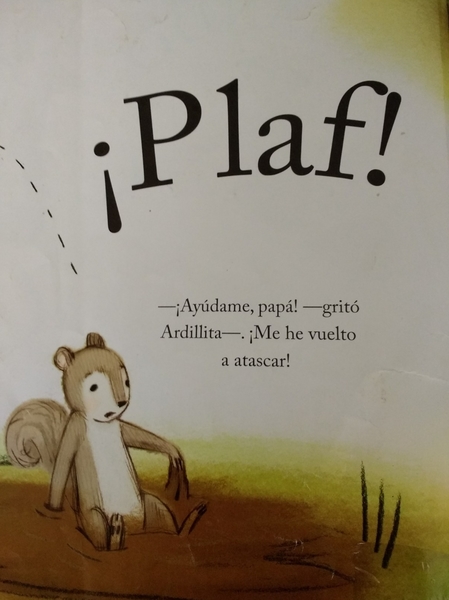 ¡Plaf!
—¡Ayúdame, papá! —gritó
Ardillita—. ¡Me he vuelto
a atascar!